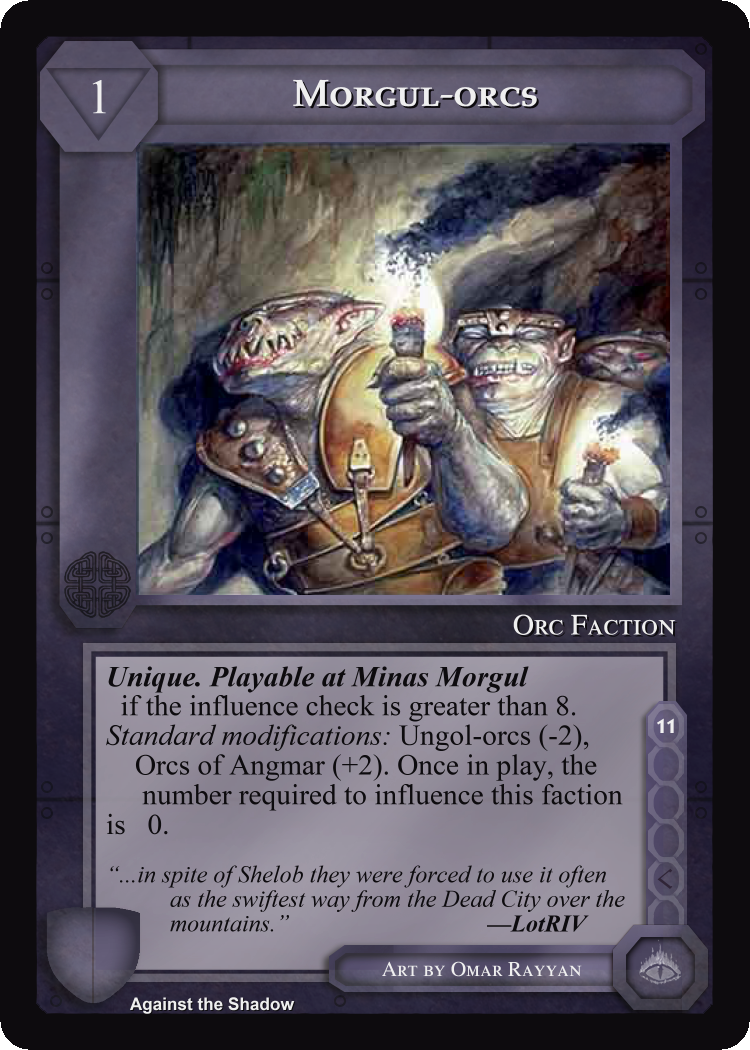 1
Morgul-orcs
Orc Faction
Unique. Playable at Minas Morgul
if the influence check is greater than 8.
Standard modifications: Ungol-orcs (-2),
Orcs of Angmar (+2). Once in play, the
number required to influence this faction
is 0.
11
"...in spite of Shelob they were forced to use it often
as the swiftest way from the Dead City over the
mountains." —LotRIV
Art by Omar Rayyan
Against the Shadow